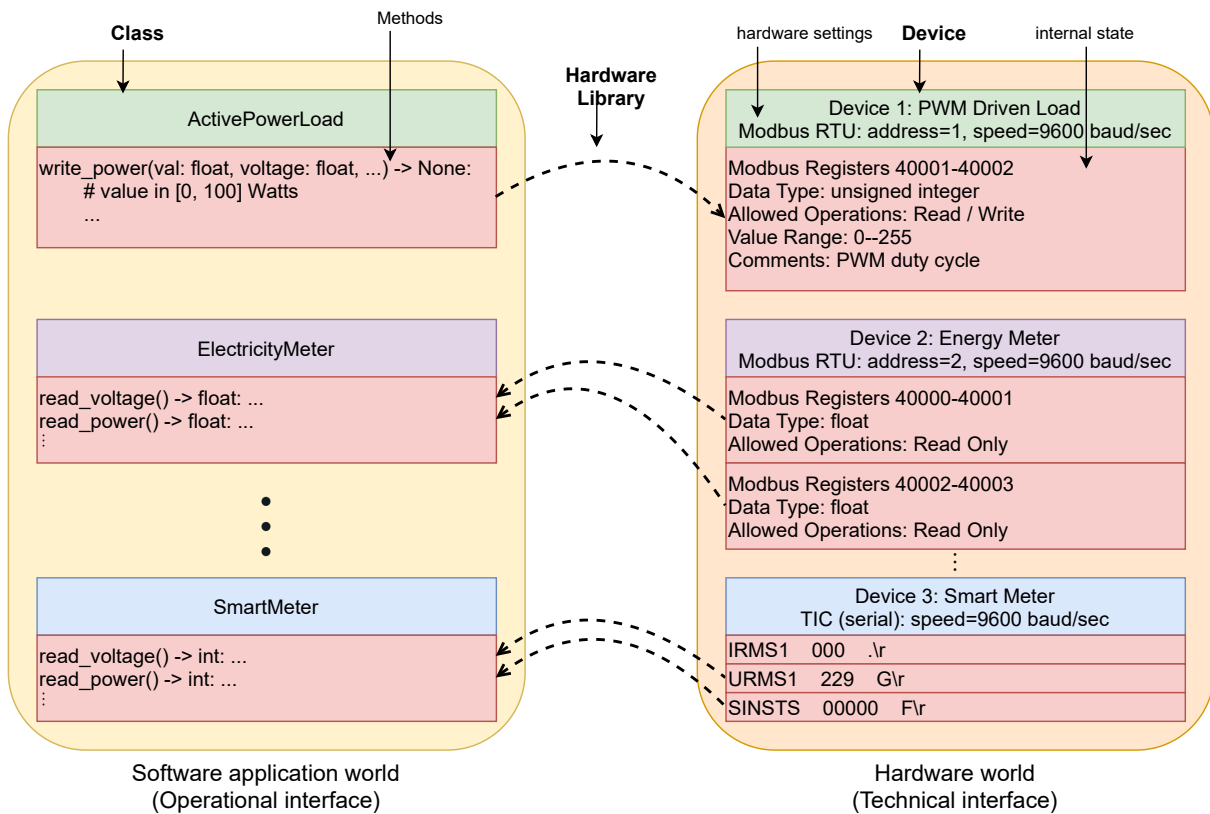 Methods
Class
hardware settings
Device
internal state
Hardware
Library
ActivePowerLoad
write_power(val: float, voltage: float, ...) -> None:
# value in [0, 100] Watts
...
Device 1: PWM Driven Load
Modbus RTU: address=1, speed=9600 baud/sec
Modbus Registers 40001-40002
Data Type: unsigned integer
Allowed Operations: Read / Write
Value Range: 0--255
Comments: PWM duty cycle
ElectricityMeter
read_voltage() -> float: ...
read_power() -> float: ...
⋮
Device 2: Energy Meter
Modbus RTU: address=2, speed=9600 baud/sec
Modbus Registers 40000-40001
Data Type: float
Allowed Operations: Read Only
Modbus Registers 40002-40003
Data Type: float
Allowed Operations: Read Only
⋮
SmartMeter
read_voltage() -> int: ...
read_power() -> int: ...
⋮
Device 3: Smart Meter
TIC (serial): speed=9600 baud/sec
IRMS1 000 .\r
URMS1 229 G\r
SINSTS 00000 F\r
Software application world
(Operational interface)
Hardware world
(Technical interface)